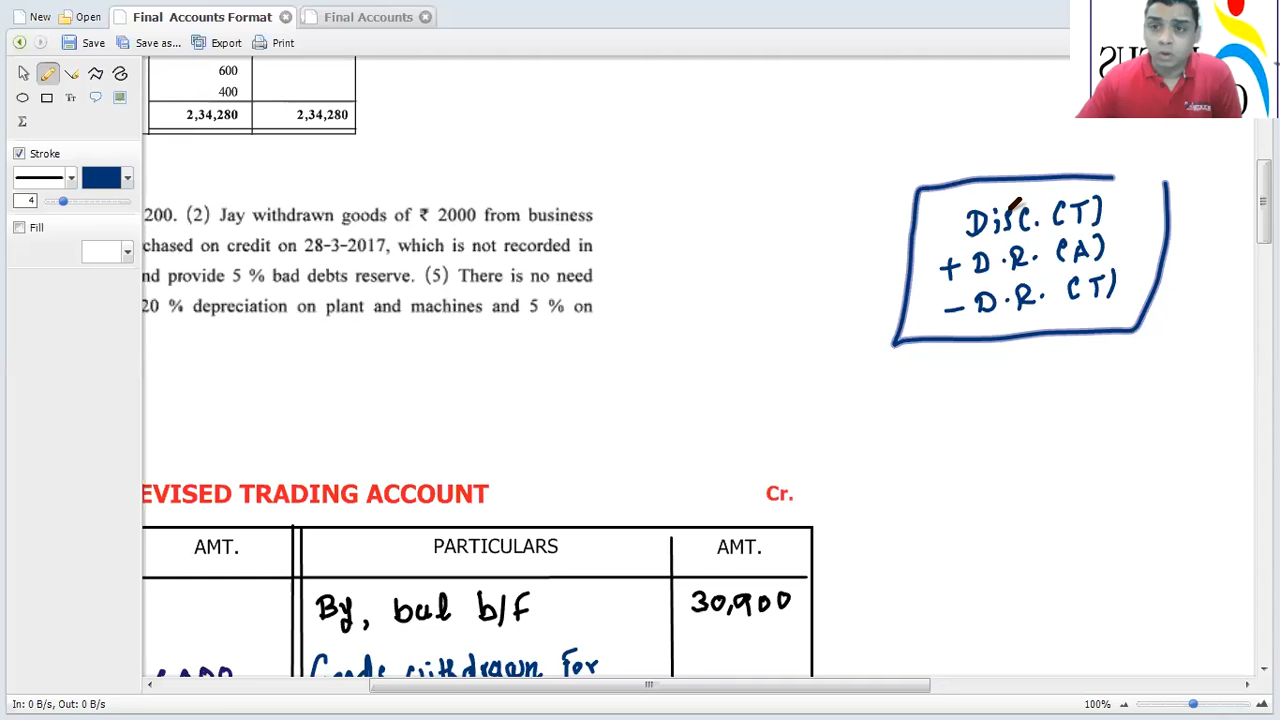 New Open Final Accounts Format Final Accounts
Save Save as... Export Print
Stroke
4
Fill
600
400
2,34,280 2,34,280
200. (2) Jay withdrawn goods of ₹ 2000 from business
chased on credit on 28-3-2017, which is not recorded in
nd provide 5 % bad debts reserve. (5) There is no need
20 % depreciation on plant and machines and 5 % on
Disc. (T)
+ D.R. (A)
- D.R. (T)
EVISED TRADING ACCOUNT Cr.
AMT. PARTICULARS AMT.
By, bal b/F 30,900
Goods withdrawn For
In: 0 B/s, Out: 0 B/s 100%